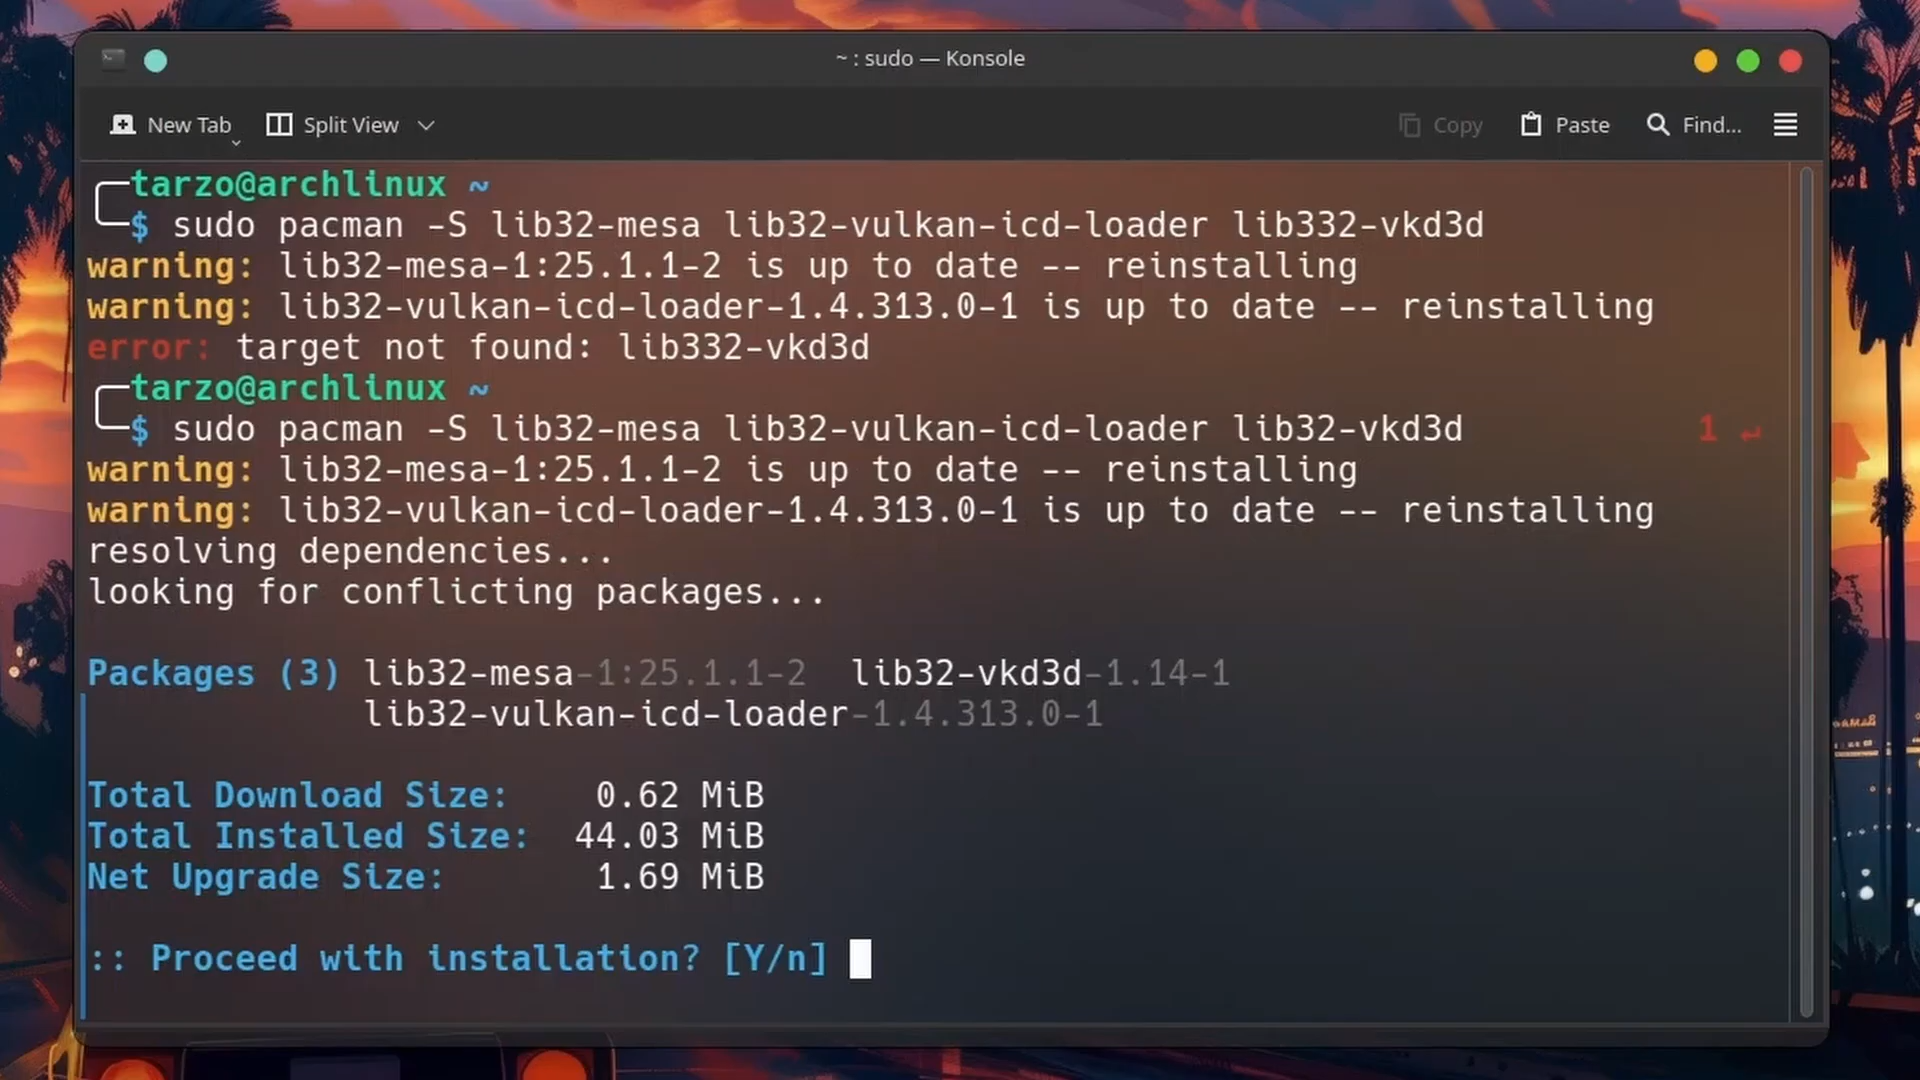 ~ : sudo — Konsole
New Tab Split View Copy Paste Find...
tarzo@archlinux ~
$ sudo pacman -S lib32-mesa lib32-vulkan-icd-loader lib332-vkd3d
warning: lib32-mesa-1:25.1.1-2 is up to date -- reinstalling
warning: lib32-vulkan-icd-loader-1.4.313.0-1 is up to date -- reinstalling
error: target not found: lib332-vkd3d
tarzo@archlinux ~
$ sudo pacman -S lib32-mesa lib32-vulkan-icd-loader lib32-vkd3d 1 ↵
warning: lib32-mesa-1:25.1.1-2 is up to date -- reinstalling
warning: lib32-vulkan-icd-loader-1.4.313.0-1 is up to date -- reinstalling
resolving dependencies...
looking for conflicting packages...
Packages (3) lib32-mesa-1:25.1.1-2 lib32-vkd3d-1.14-1
lib32-vulkan-icd-loader-1.4.313.0-1
Total Download Size: 0.62 MiB
Total Installed Size: 44.03 MiB
Net Upgrade Size: 1.69 MiB
:: Proceed with installation? [Y/n]